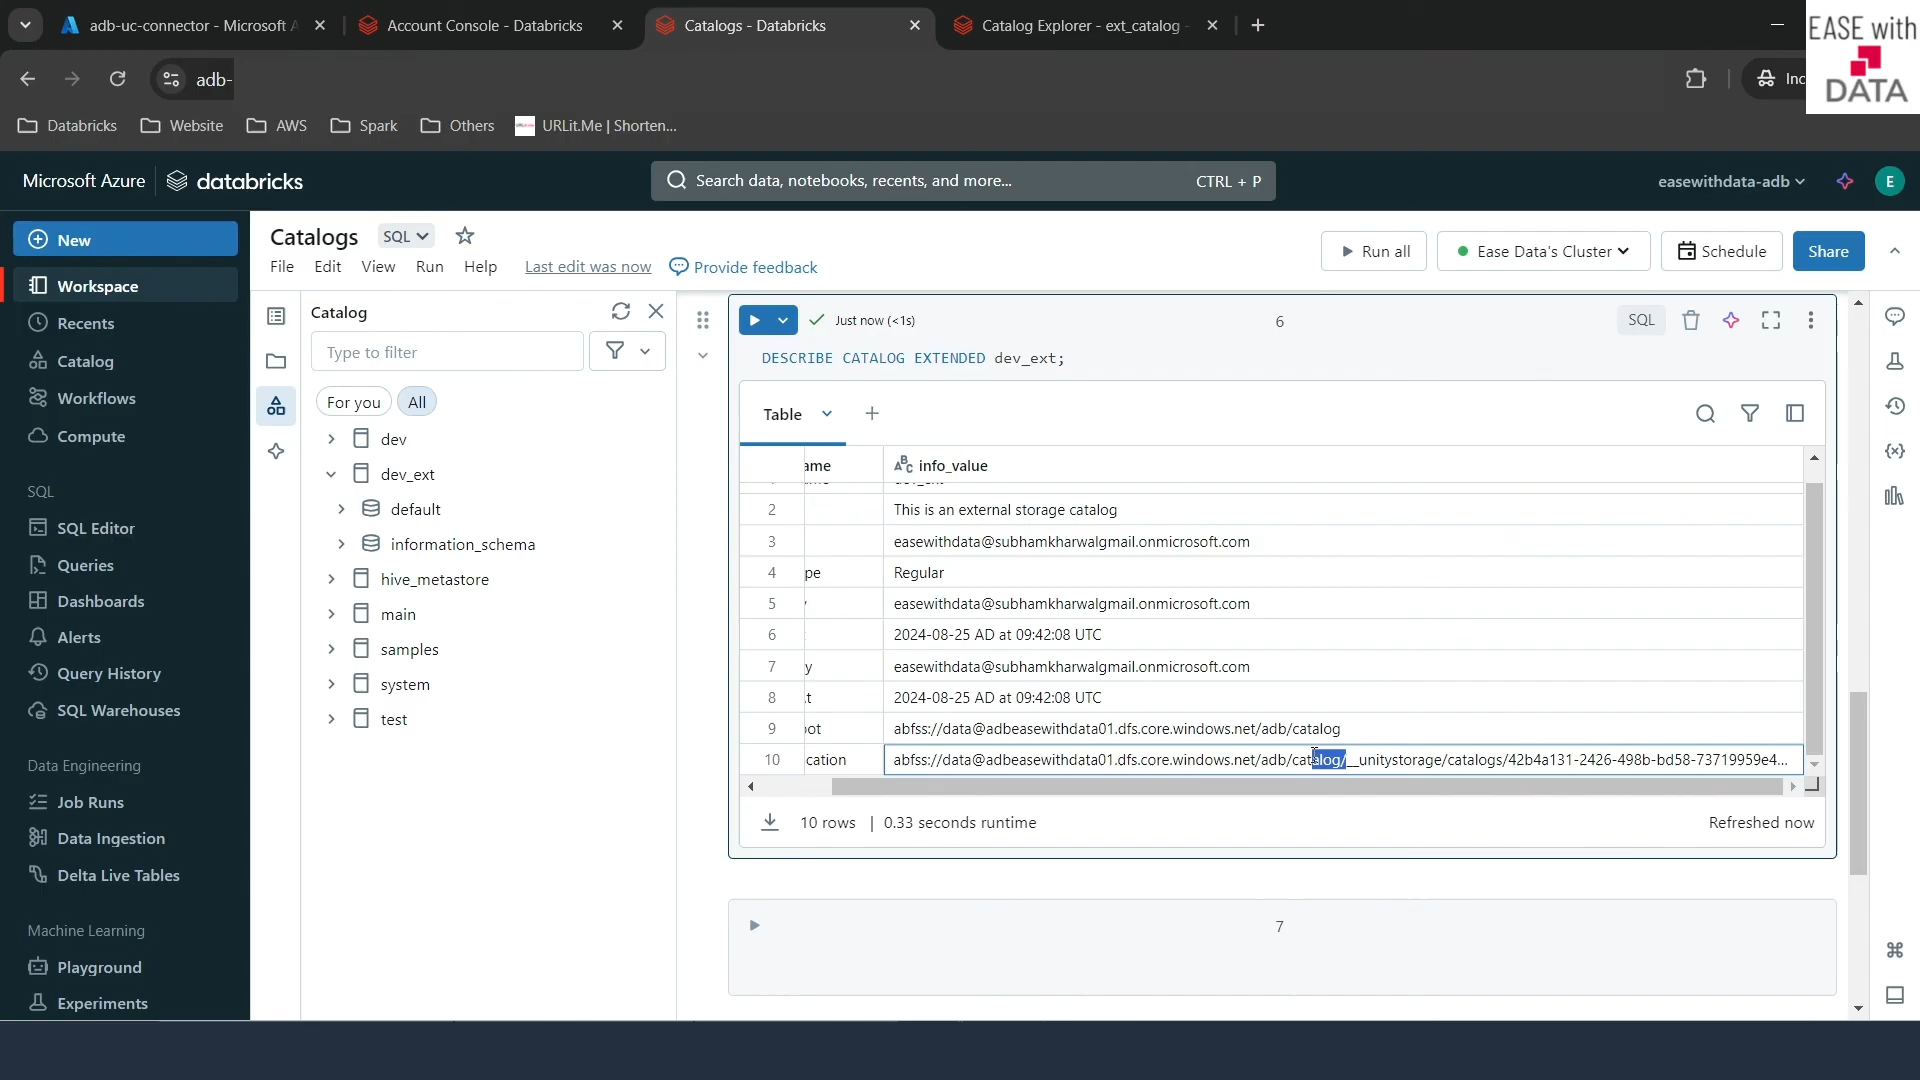 adb-uc-connector - Microsoft A
Account Console - Databricks
Catalogs - Databricks
Catalog Explorer - ext_catalog -
EASE with
DATA
adb-
Inc
Databricks
Website
AWS
Spark
Others
URLit.Me | Shorten...
Microsoft Azure
databricks
Search data, notebooks, recents, and more...
CTRL + P
easewithdata-adb
E
New
Workspace
Recents
Catalog
Workflows
Compute
SQL
SQL Editor
Queries
Dashboards
Alerts
Query History
SQL Warehouses
Data Engineering
Job Runs
Data Ingestion
Delta Live Tables
Machine Learning
Playground
Experiments
Catalogs
SQL
File
Edit
View
Run
Help
Last edit was now
Provide feedback
Run all
Ease Data's Cluster
Schedule
Share
Catalog
Type to filter
For you
All
dev
dev_ext
default
information_schema
hive_metastore
main
samples
system
test
Just now (<1s)
6
SQL
DESCRIBE CATALOG EXTENDED dev_ext;
Table
ame
info_value
2 This is an external storage catalog
3 easewithdata@subhamkharwalgmail.onmicrosoft.com
4 pe Regular
5 easewithdata@subhamkharwalgmail.onmicrosoft.com
6 2024-08-25 AD at 09:42:08 UTC
7 y easewithdata@subhamkharwalgmail.onmicrosoft.com
8 t 2024-08-25 AD at 09:42:08 UTC
9 oot abfss://data@adbeasewithdata01.dfs.core.windows.net/adb/catalog
10 cation abfss://data@adbeasewithdata01.dfs.core.windows.net/adb/catalog/__unitystorage/catalogs/42b4a131-2426-498b-bd58-73719959e4...
10 rows | 0.33 seconds runtime
Refreshed now
7